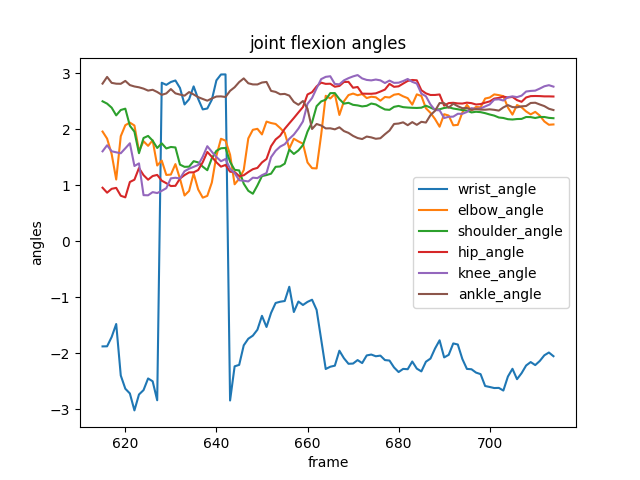 joint flexion angles
3
2
1
0
−1
−2
−3
angles
wrist_angle
elbow_angle
shoulder_angle
hip_angle
knee_angle
ankle_angle
620 640 660 680 700
frame